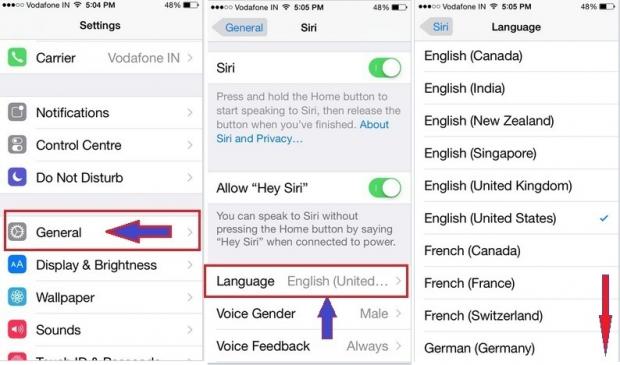 Vodafone IN 5:04 PM 48%
Settings
Carrier Vodafone IN
Notifications
Control Centre
Do Not Disturb
General
Display & Brightness
Wallpaper
Sounds
Touch ID & Passcode
Vodafone IN 5:05 PM 48%
General Siri
Siri
Press and hold the Home button to
start speaking to Siri, then release the
button when you've finished. About
Siri and Privacy...
Allow “Hey Siri”
You can speak to Siri without
pressing the Home button by saying
“Hey Siri” when connected to power.
Language English (United...
Voice Gender Male
Voice Feedback Always
Vodafone IN 5:05 PM 48%
Siri Language
English (Canada)
English (India)
English (New Zealand)
English (Singapore)
English (United Kingdom)
English (United States)
French (Canada)
French (France)
French (Switzerland)
German (Germany)